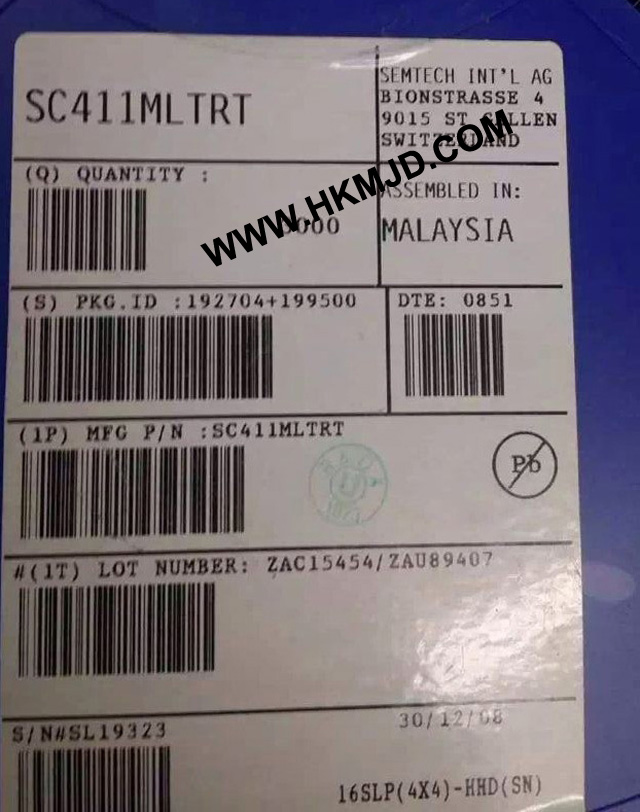 SC411MLTRT
SEMTECH INT'L AG
BIONSTRASSE 4
9015 ST GALLEN
SWITZERLAND
(Q) QUANTITY :
3000
ASSEMBLED IN:
MALAYSIA
WWW.HKMJD.COM
(S) PKG.ID :192704+199500
DTE: 0851
(1P) MFG P/N :SC411MLTRT
Pb
#(1T) LOT NUMBER: ZAC15454/ZAU89407
S/N#SL19323
30/12/08
16SLP(4X4)-HHD(SN)